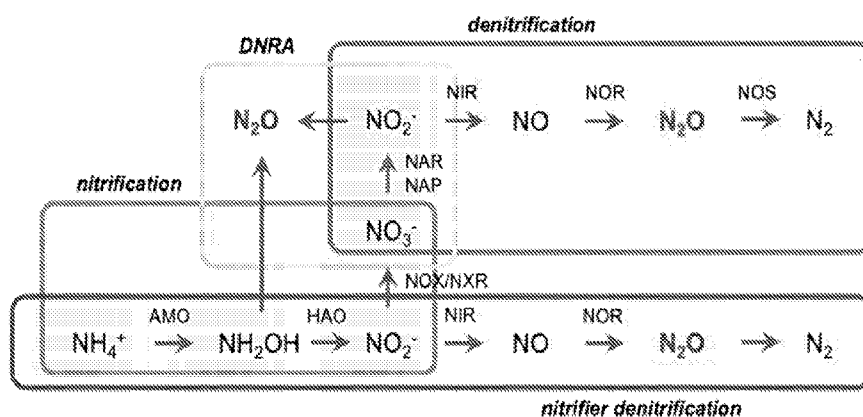 denitrification
DNRA
NIR NOR NOS
N₂O NO₂⁻ NO N₂O N₂
NAR
nitrification NAP
NO₃⁻
NOX/NXR
AMO HAO NIR NOR
NH₄⁺ NH₂OH NO₂⁻ NO N₂O N₂
nitrifier denitrification